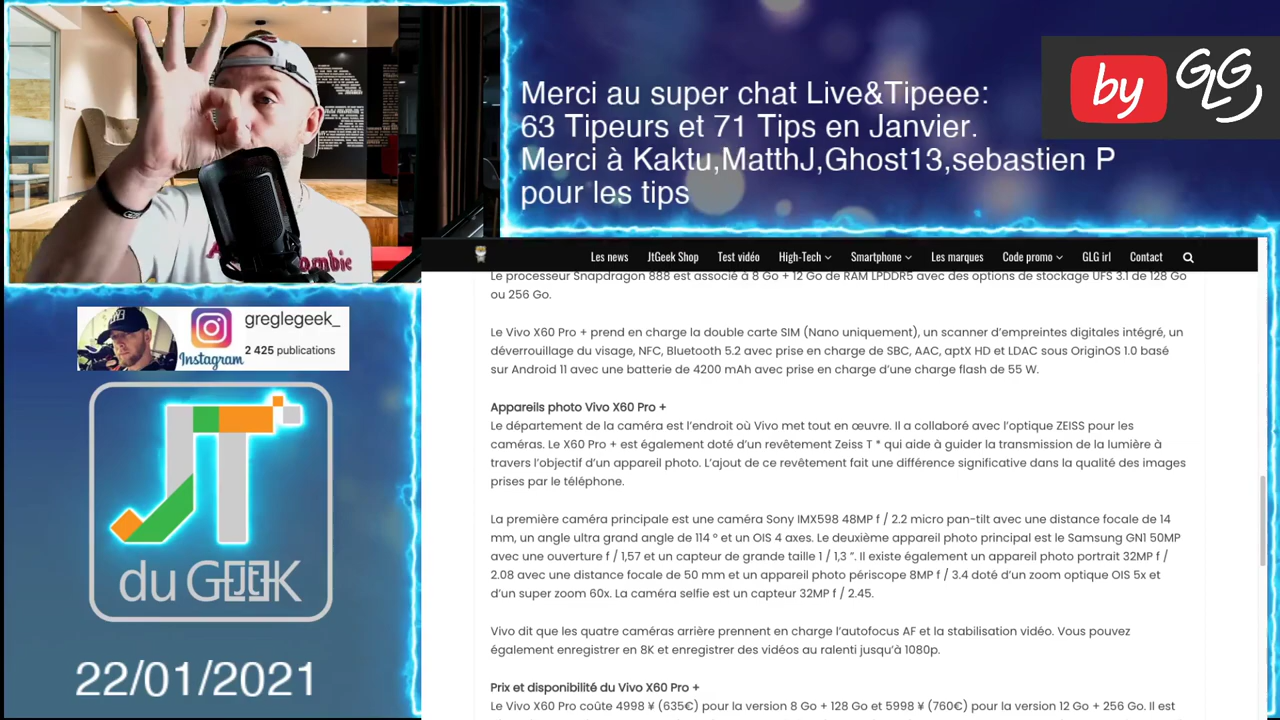 Merci au super chat Live&Tipeee:
63 Tipeurs et 71 Tips en Janvier.
Merci à Kaktu,MatthJ,Ghost13,sebastien P
pour les tips
by GLG
Les news JtGeek Shop Test vidéo High-Tech Smartphone Les marques Code promo GLG irl Contact
Le processeur Snapdragon 888 est associé à 8 Go + 12 Go de RAM LPDDR5 avec des options de stockage UFS 3.1 de 128 Go
ou 256 Go.
Le Vivo X60 Pro + prend en charge la double carte SIM (Nano uniquement), un scanner d’empreintes digitales intégré, un
déverrouillage du visage, NFC, Bluetooth 5.2 avec prise en charge de SBC, AAC, aptX HD et LDAC sous OriginOS 1.0 basé
sur Android 11 avec une batterie de 4200 mAh avec prise en charge d’une charge flash de 55 W.
Appareils photo Vivo X60 Pro +
Le département de la caméra est l’endroit où Vivo met tout en œuvre. Il a collaboré avec l’optique ZEISS pour les
caméras. Le X60 Pro + est également doté d’un revêtement Zeiss T * qui aide à guider la transmission de la lumière à
travers l’objectif d’un appareil photo. L’ajout de ce revêtement fait une différence significative dans la qualité des images
prises par le téléphone.
La première caméra principale est une caméra Sony IMX598 48MP f / 2.2 micro pan-tilt avec une distance focale de 14
mm, un angle ultra grand angle de 114 ° et un OIS 4 axes. Le deuxième appareil photo principal est le Samsung GN1 50MP
avec une ouverture f / 1,57 et un capteur de grande taille 1 / 1,3 ″. Il existe également un appareil photo portrait 32MP f /
2.08 avec une distance focale de 50 mm et un appareil photo périscope 8MP f / 3.4 doté d’un zoom optique OIS 5x et
d’un super zoom 60x. La caméra selfie est un capteur 32MP f / 2.45.
Vivo dit que les quatre caméras arrière prennent en charge l’autofocus AF et la stabilisation vidéo. Vous pouvez
également enregistrer en 8K et enregistrer des vidéos au ralenti jusqu’à 1080p.
Prix et disponibilité du Vivo X60 Pro +
Le Vivo X60 Pro + coûte 4998 ¥ (635€) pour la version 8 Go + 128 Go et 5998 ¥ (760€) pour la version 12 Go + 256 Go. Il est
greglegeek_
Instagram 2 425 publications
JT
du GEEK
22/01/2021